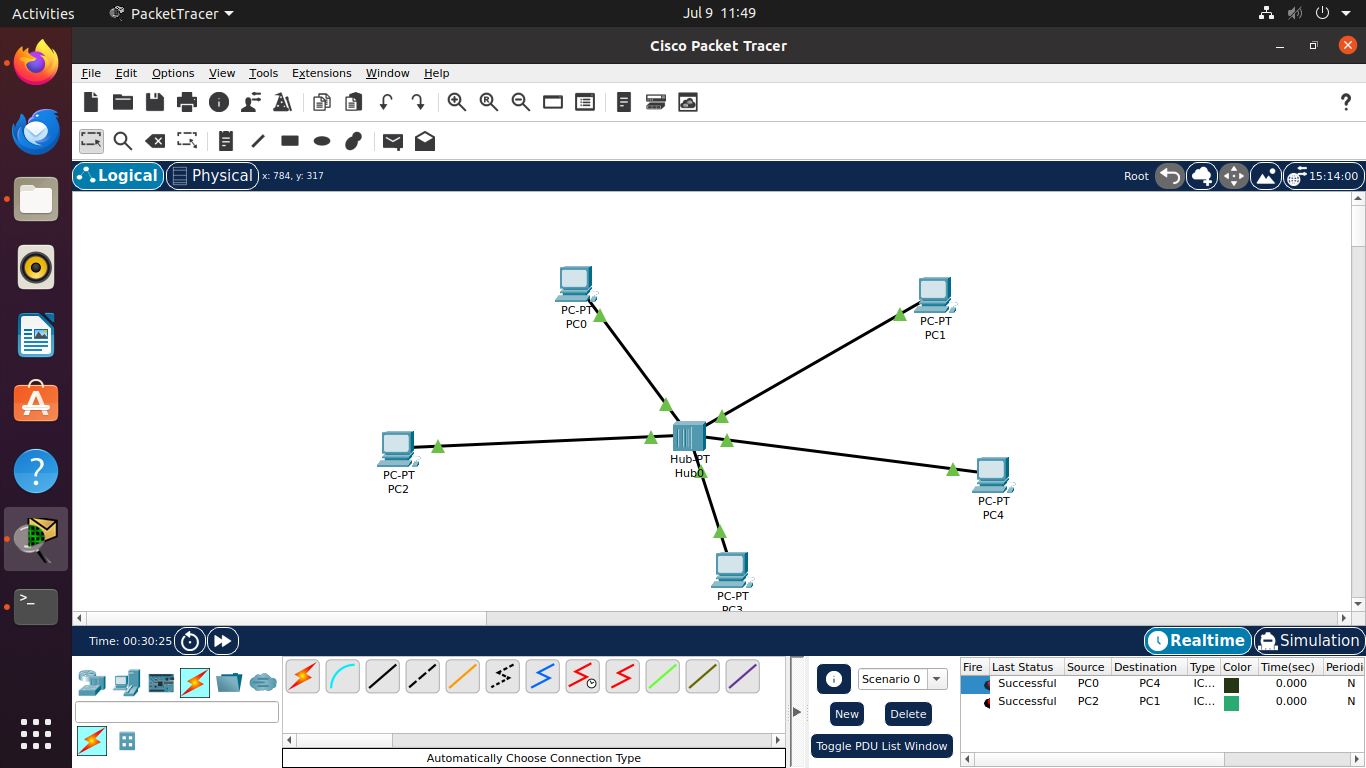 Activities PacketTracer Jul 9 11:49
Cisco Packet Tracer
File Edit Options View Tools Extensions Window Help
?
Logical Physical x: 784, y: 317 Root 15:14:00
PC-PT
PC0
PC-PT
PC1
Hub-PT
Hub0
PC-PT
PC2
PC-PT
PC4
PC-PT
PC3
Time: 00:30:25 Realtime Simulation
Fire Last Status Source Destination Type Color Time(sec) Periodi
Successful PC0 PC4 IC... 0.000 N
Successful PC2 PC1 IC... 0.000 N
Scenario 0
New Delete
Toggle PDU List Window
Automatically Choose Connection Type